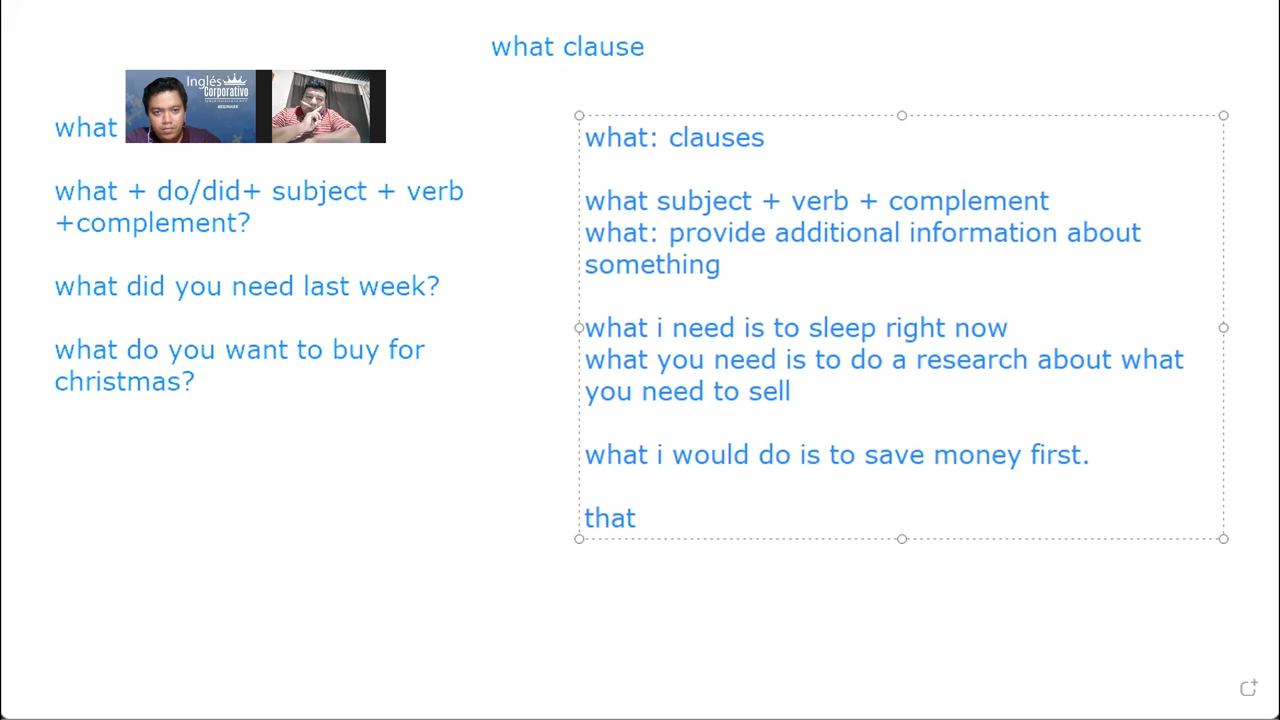 what clause
Inglés
Corporativo
BEGINNER
what
what + do/did+ subject + verb
+complement?
what did you need last week?
what do you want to buy for
christmas?
what: clauses
what subject + verb + complement
what: provide additional information about
something
what i need is to sleep right now
what you need is to do a research about what
you need to sell
what i would do is to save money first.
that